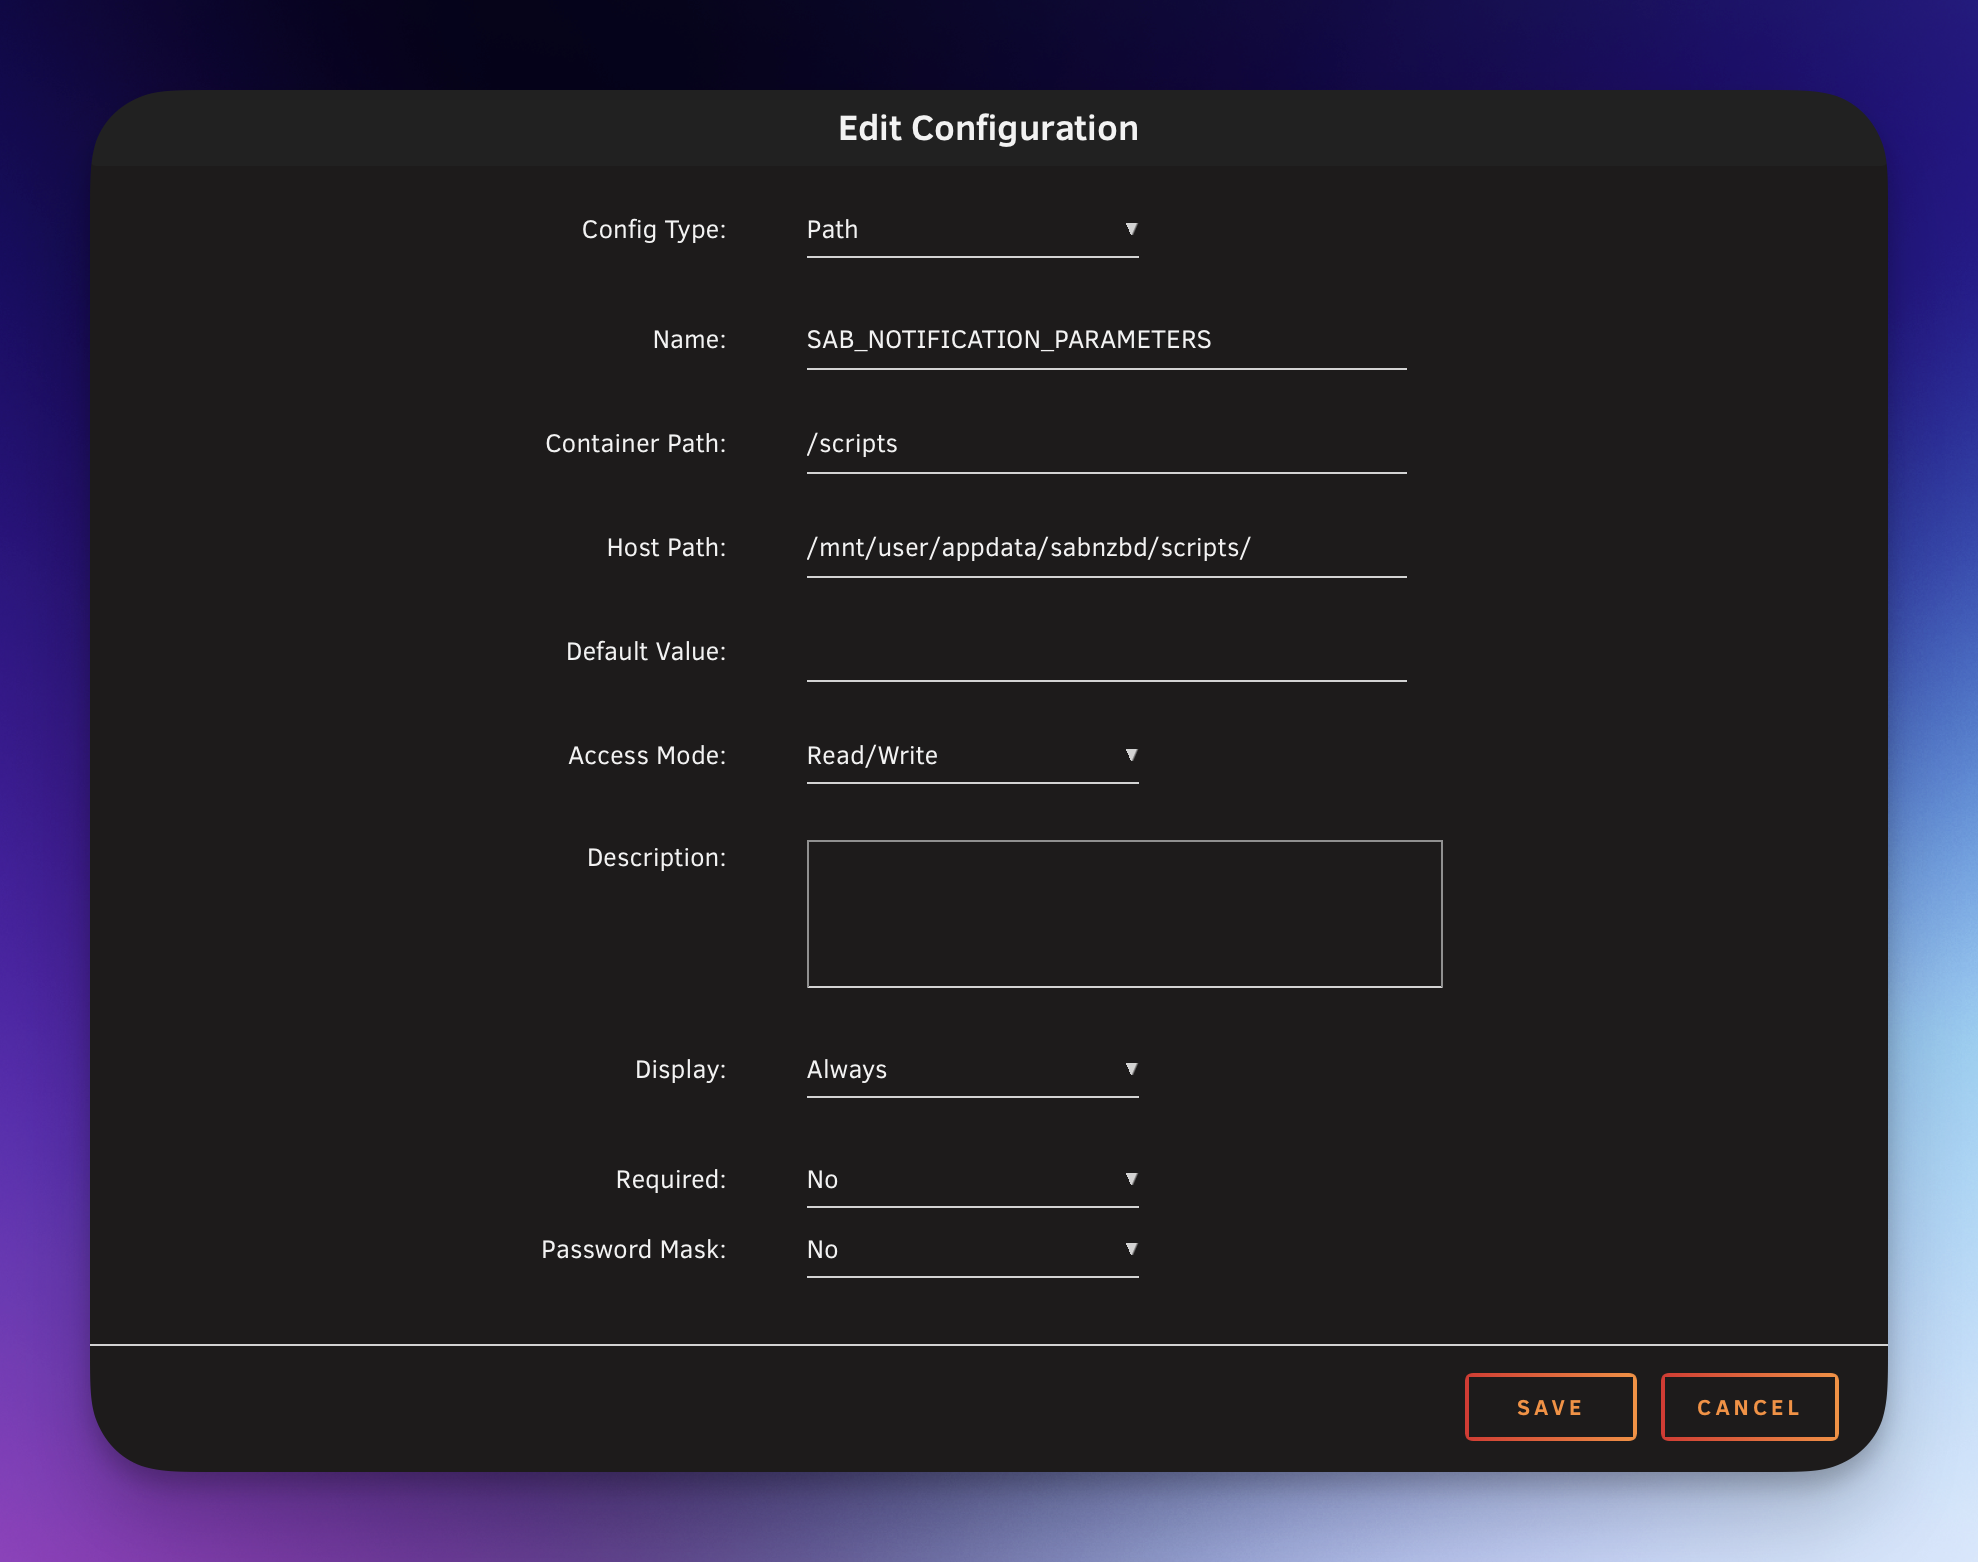 Edit Configuration
Config Type: Path ▼
Name: SAB_NOTIFICATION_PARAMETERS
Container Path: /scripts
Host Path: /mnt/user/appdata/sabnzbd/scripts/
Default Value:
Access Mode: Read/Write ▼
Description:
Display: Always ▼
Required: No ▼
Password Mask: No ▼
SAVE CANCEL